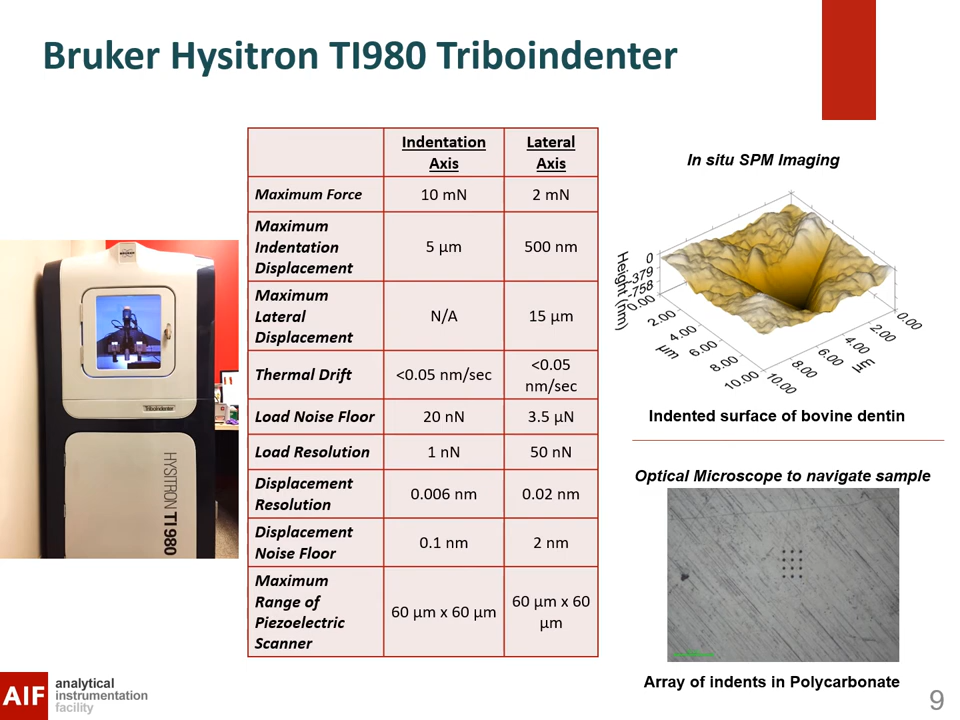 Bruker Hysitron TI980 Triboindenter
Indentation Axis
Lateral Axis
Maximum Force 10 mN 2 mN
Maximum Indentation Displacement 5 µm 500 nm
Maximum Lateral Displacement N/A 15 µm
Thermal Drift <0.05 nm/sec <0.05 nm/sec
Load Noise Floor 20 nN 3.5 µN
Load Resolution 1 nN 50 nN
Displacement Resolution 0.006 nm 0.02 nm
Displacement Noise Floor 0.1 nm 2 nm
Maximum Range of Piezoelectric Scanner 60 µm x 60 µm 60 µm x 60 µm
TriboIndenter
HYSITRON TI 980
In situ SPM Imaging
Height (nm)
0
-379
-758
0.00
2.00
4.00
6.00
8.00
10.00
µm
0.00
2.00
4.00
6.00
8.00
10.00
µm
Indented surface of bovine dentin
Optical Microscope to navigate sample
Array of indents in Polycarbonate
AIF
analytical
instrumentation
facility
9